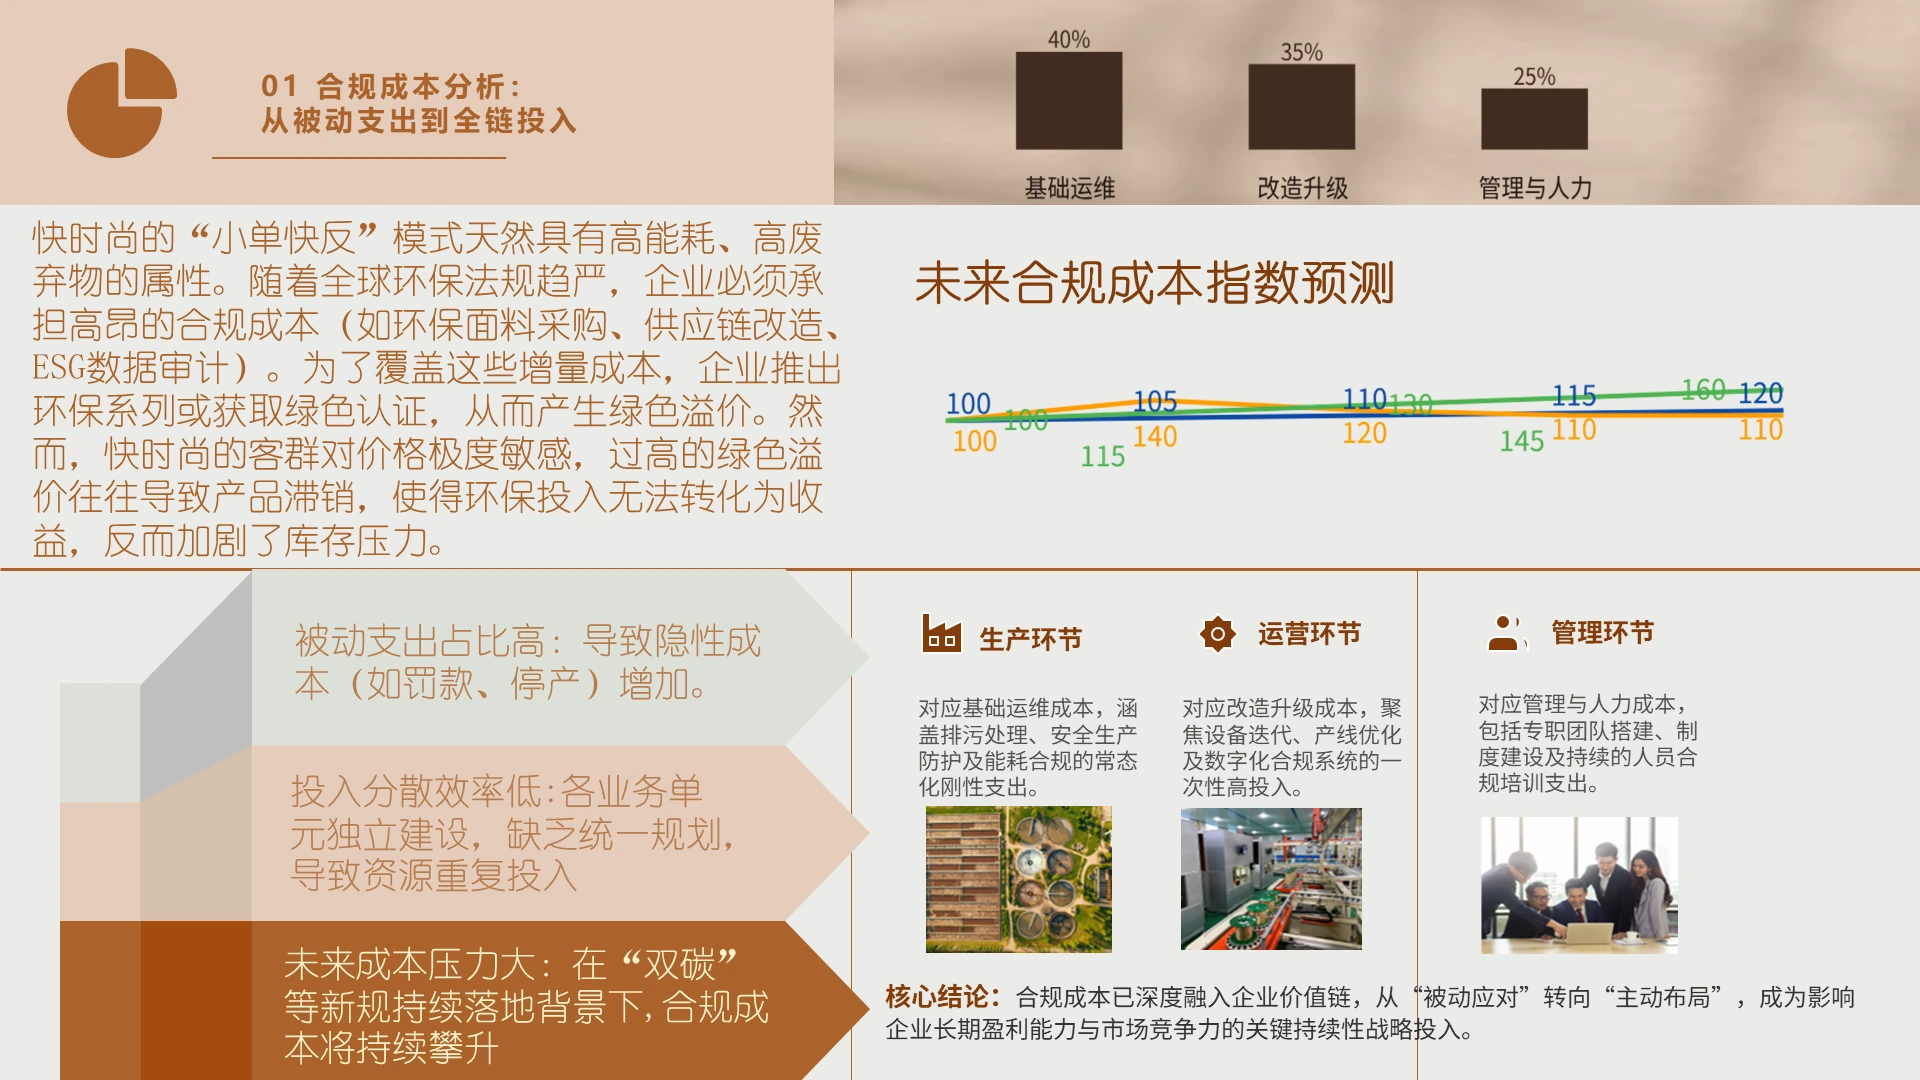 01 合规成本分析：
从被动支出到全链投入
40%
35%
25%
基础运维
改造升级
管理与人力
快时尚的“小单快反”模式天然具有高能耗、高废
弃物的属性。随着全球环保法规趋严，企业必须承
担高昂的合规成本（如环保面料采购、供应链改造、
ESG数据审计）。为了覆盖这些增量成本，企业推出
环保系列或获取绿色认证，从而产生绿色溢价。然
而，快时尚的客群对价格极度敏感，过高的绿色溢
价往往导致产品滞销，使得环保投入无法转化为收
益，反而加剧了库存压力。
未来合规成本指数预测
100
105
110
115
120
100
115
130
145
160
100
140
120
110
110
被动支出占比高：导致隐性成
本（如罚款、停产）增加。
投入分散效率低:各业务单
元独立建设，缺乏统一规划，
导致资源重复投入
未来成本压力大：在“双碳”
等新规持续落地背景下,合规成
本将持续攀升
生产环节
对应基础运维成本，涵
盖排污处理、安全生产
防护及能耗合规的常态
化刚性支出。
运营环节
对应改造升级成本，聚
焦设备迭代、产线优化
及数字化合规系统的一
次性高投入。
管理环节
对应管理与人力成本，
包括专职团队搭建、制
度建设及持续的人员合
规培训支出。
核心结论：合规成本已深度融入企业价值链，从“被动应对”转向“主动布局”，成为影响
企业长期盈利能力与市场竞争力的关键持续性战略投入。